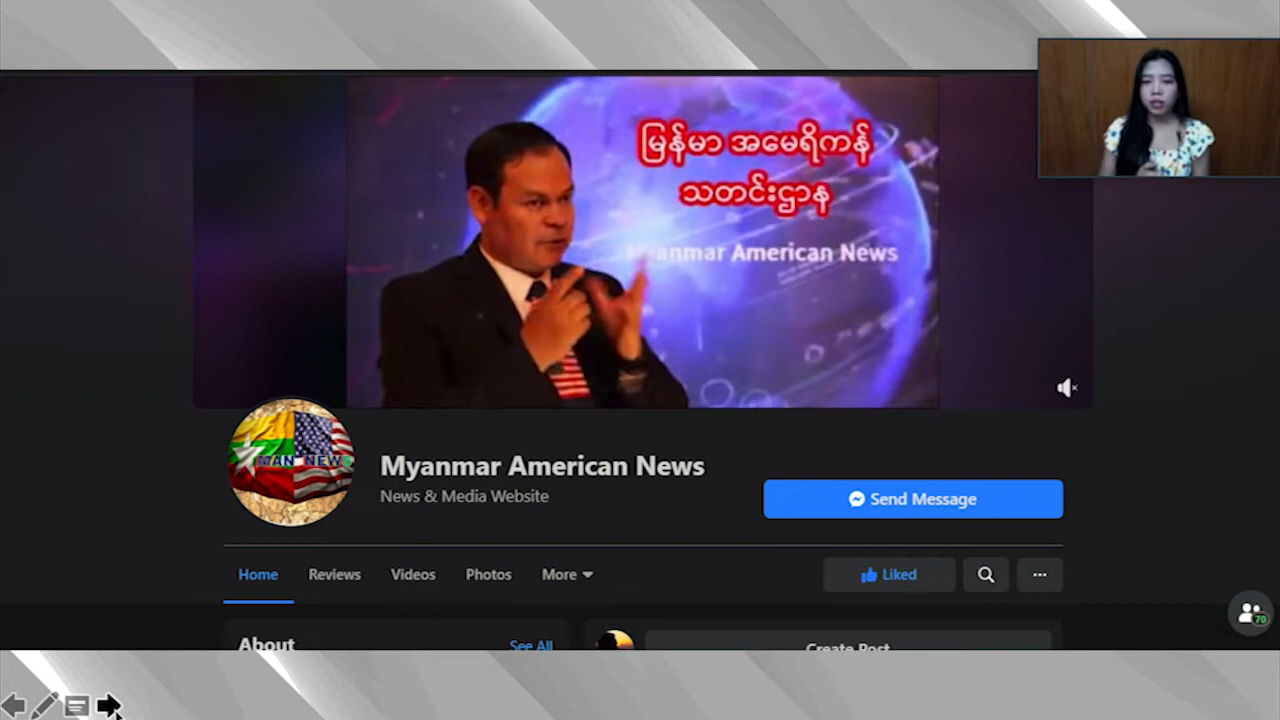 မြန်မာ အမေရိကန်
သတင်းဌာန
Myanmar American News
MAN NEWS
Myanmar American News
News & Media Website
Send Message
Home Reviews Videos Photos More
Liked
70
About See All
Create Post